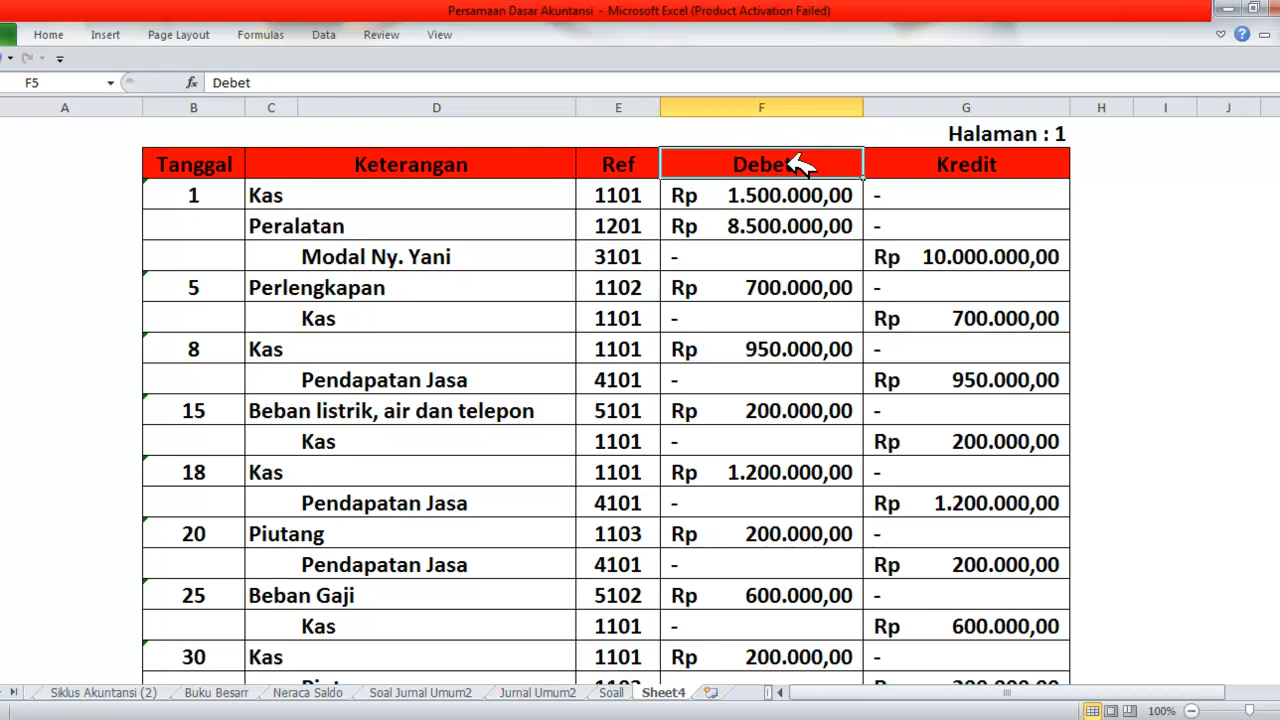 Persamaan Dasar Akuntansi - Microsoft Excel (Product Activation Failed)
Home Insert Page Layout Formulas Data Review View
F5 fx Debet
A B C D E F G H I J
Halaman : 1
Tanggal Keterangan Ref Debet Kredit
1 Kas 1101 Rp 1.500.000,00 -
Peralatan 1201 Rp 8.500.000,00 -
Modal Ny. Yani 3101 - Rp 10.000.000,00
5 Perlengkapan 1102 Rp 700.000,00 -
Kas 1101 - Rp 700.000,00
8 Kas 1101 Rp 950.000,00 -
Pendapatan Jasa 4101 - Rp 950.000,00
15 Beban listrik, air dan telepon 5101 Rp 200.000,00 -
Kas 1101 - Rp 200.000,00
18 Kas 1101 Rp 1.200.000,00 -
Pendapatan Jasa 4101 - Rp 1.200.000,00
20 Piutang 1103 Rp 200.000,00 -
Pendapatan Jasa 4101 - Rp 200.000,00
25 Beban Gaji 5102 Rp 600.000,00 -
Kas 1101 - Rp 600.000,00
30 Kas 1101 Rp 200.000,00 -
Siklus Akuntansi (2) Buku Besarr Neraca Saldo Soal Jurnal Umum2 Jurnal Umum2 Soall Sheet4
100%